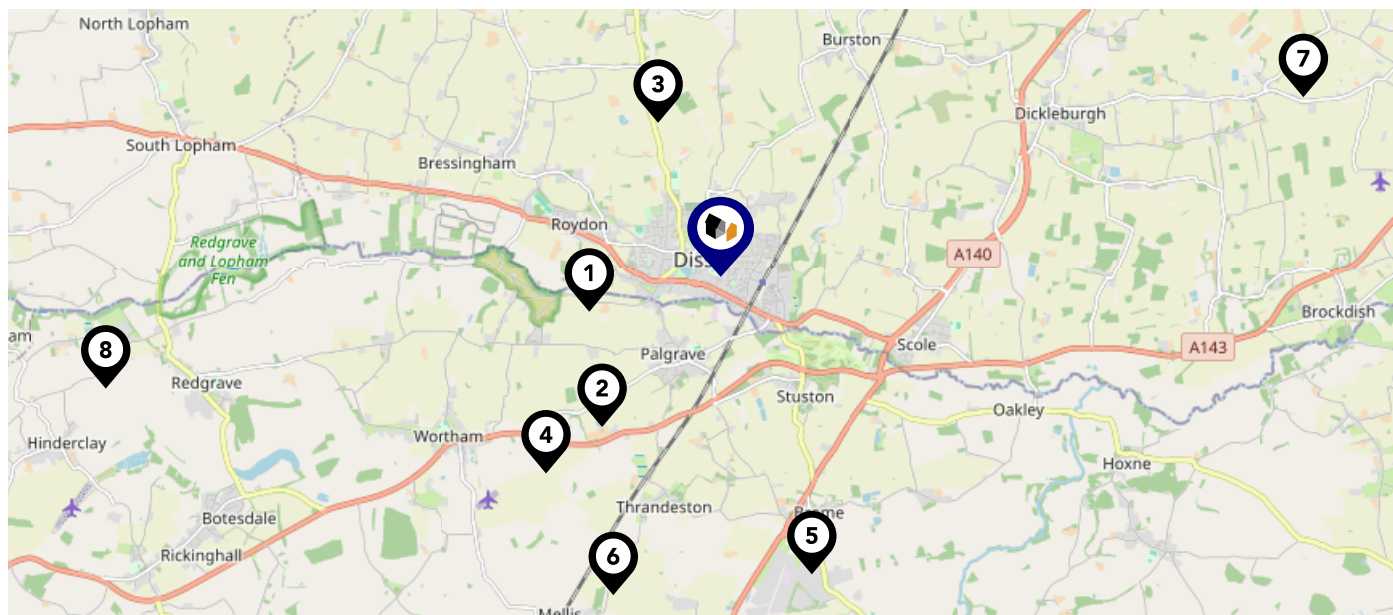 North Lopham
Burston
7
3
Dickleburgh
South Lopham
Bressingham
Roydon
Redgrave
and Lopham
Fen
A140
Diss
1
Brockdish
am
Scole
A143
8
Palgrave
Redgrave
2
Stuston
Oakley
4
Wortham
Hinderclay
Hoxne
Thrandeston
Botesdale
5
Rickinghall
6